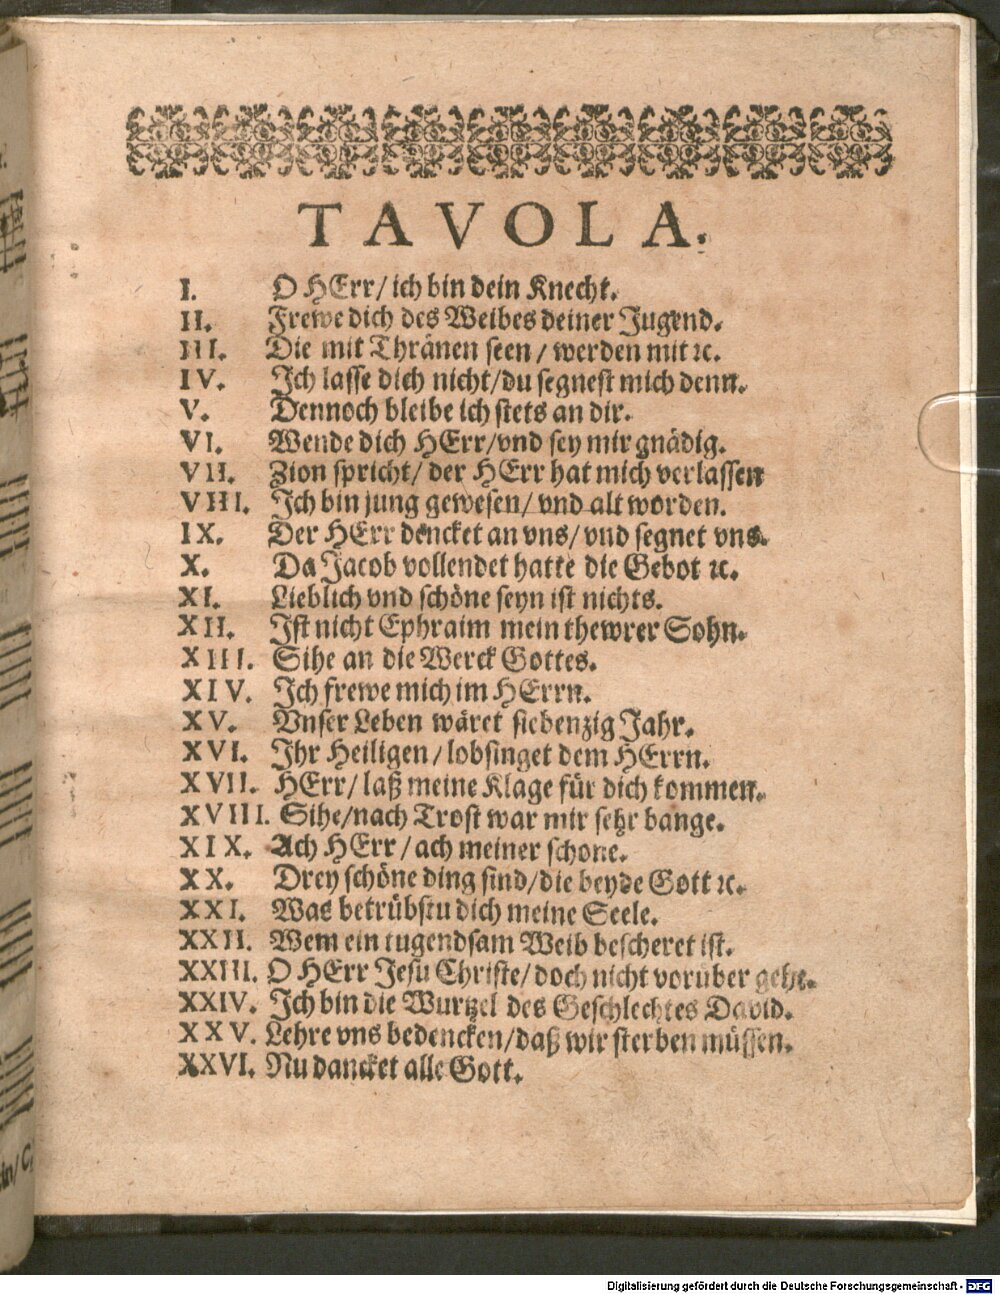 TAVOLA.
I. O HErr/ ich bin dein Knecht.
II. Frewe dich des Weibes deiner Jugend.
III. Die mit Thränen seen / werden mit ꝛc.
IV. Ich lasse dich nicht/du segnest mich denn.
V. Dennoch bleibe ich stets an dir.
VI. Wende dich HErr/vnd sey mir gnädig.
VII. Zion spricht/ der HErr hat mich verlassen
VIII. Ich bin jung gewesen/ vnd alt worden.
IX. Der HErr dencket an vns/ vnd segnet vns.
X. Da Jacob vollendet hatte die Gebot ꝛc.
XI. Lieblich vnd schöne seyn ist nichts.
XII. Ist nicht Ephraim mein thewrer Sohn.
XIII. Sihe an die Werck Gottes.
XIV. Ich frewe mich im HErrn.
XV. Vnser Leben wäret siebenzig Jahr.
XVI. Ihr Heiligen/ lobsinget dem HErrn.
XVII. HErr/ laß meine Klage für dich kommen.
XVIII. Sihe/nach Trost war mir sehr bange.
XIX. Ach HErr/ ach meiner schone.
XX. Drey schöne ding sind/die beyde Gott ꝛc.
XXI. Was betrübstu dich meine Seele.
XXII. Wem ein tugendsam Weib bescheret ist.
XXIII. O HErr Jesu Christe/doch nicht vorüber geht.
XXIV. Ich bin die Wurtzel des Geschlechtes David.
XXV. Lehre vns bedencken/daß wir sterben müssen.
XXVI. Nu dancket alle Gott.
Digitalisierung gefördert durch die Deutsche Forschungsgemeinschaft - DFG